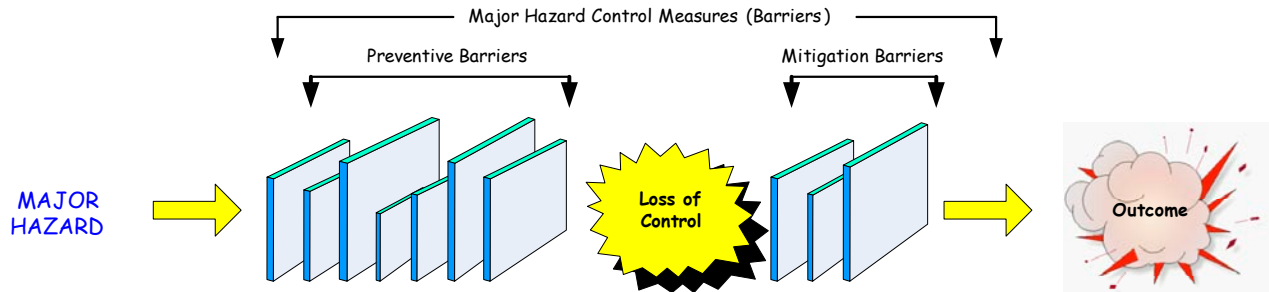 Major Hazard Control Measures (Barriers)
Preventive Barriers
Mitigation Barriers
MAJOR
HAZARD
Loss of
Control
Outcome